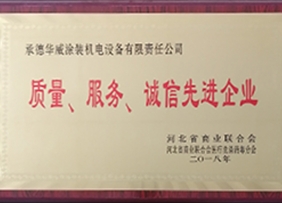 承德华威涂装机电设备有限责任公司
质量、服务、诚信先进企业
河北省商业联合会
二〇一八年